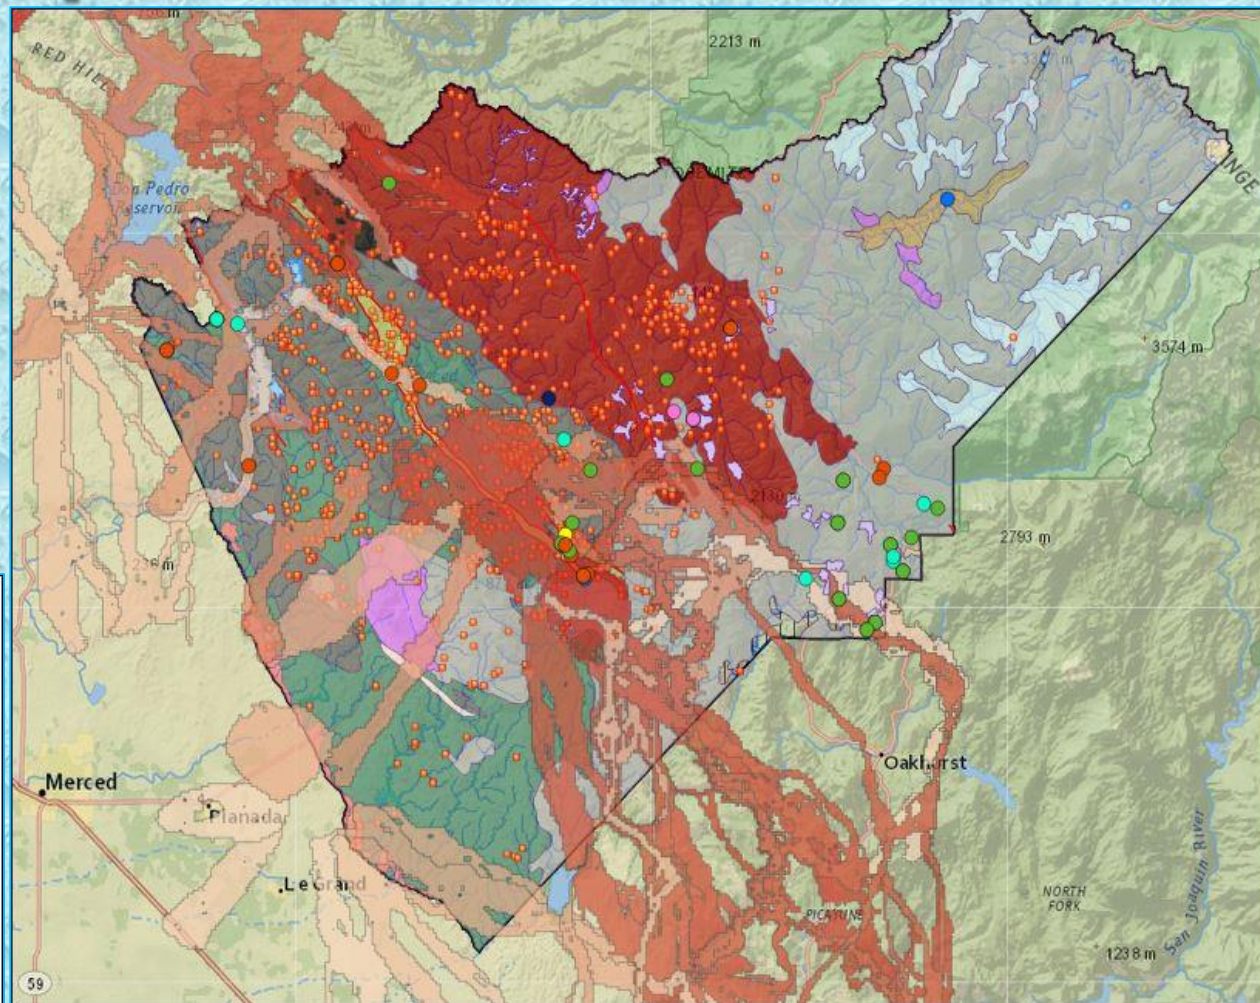 RED HILL
2213 m
Don Pedro
Reservoir
3574 m
2130 m
2793 m
Merced
Planada
Oakhurst
Le Grand
PICAYUNE
NORTH
FORK
San Joaquin River
1238 m
59